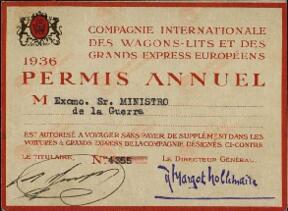 COMPAGNIE INTERNATIONALE
DES WAGONS-LITS ET DES
GRANDS EXPRESS EUROPÉENS
1936
PERMIS ANNUEL
M Excmo. Sr. MINISTRO
de la Guerra
EST AUTORISÉ A VOYAGER SANS PAYER DE SUPPLÉMENT DANS LES
VOITURES & GRANDS EXPRESS DE LA COMPAGNIE DÉSIGNÉS CI-CONTRE
LE TITULAIRE, N° 4355 LE DIRECTEUR GÉNÉRAL,